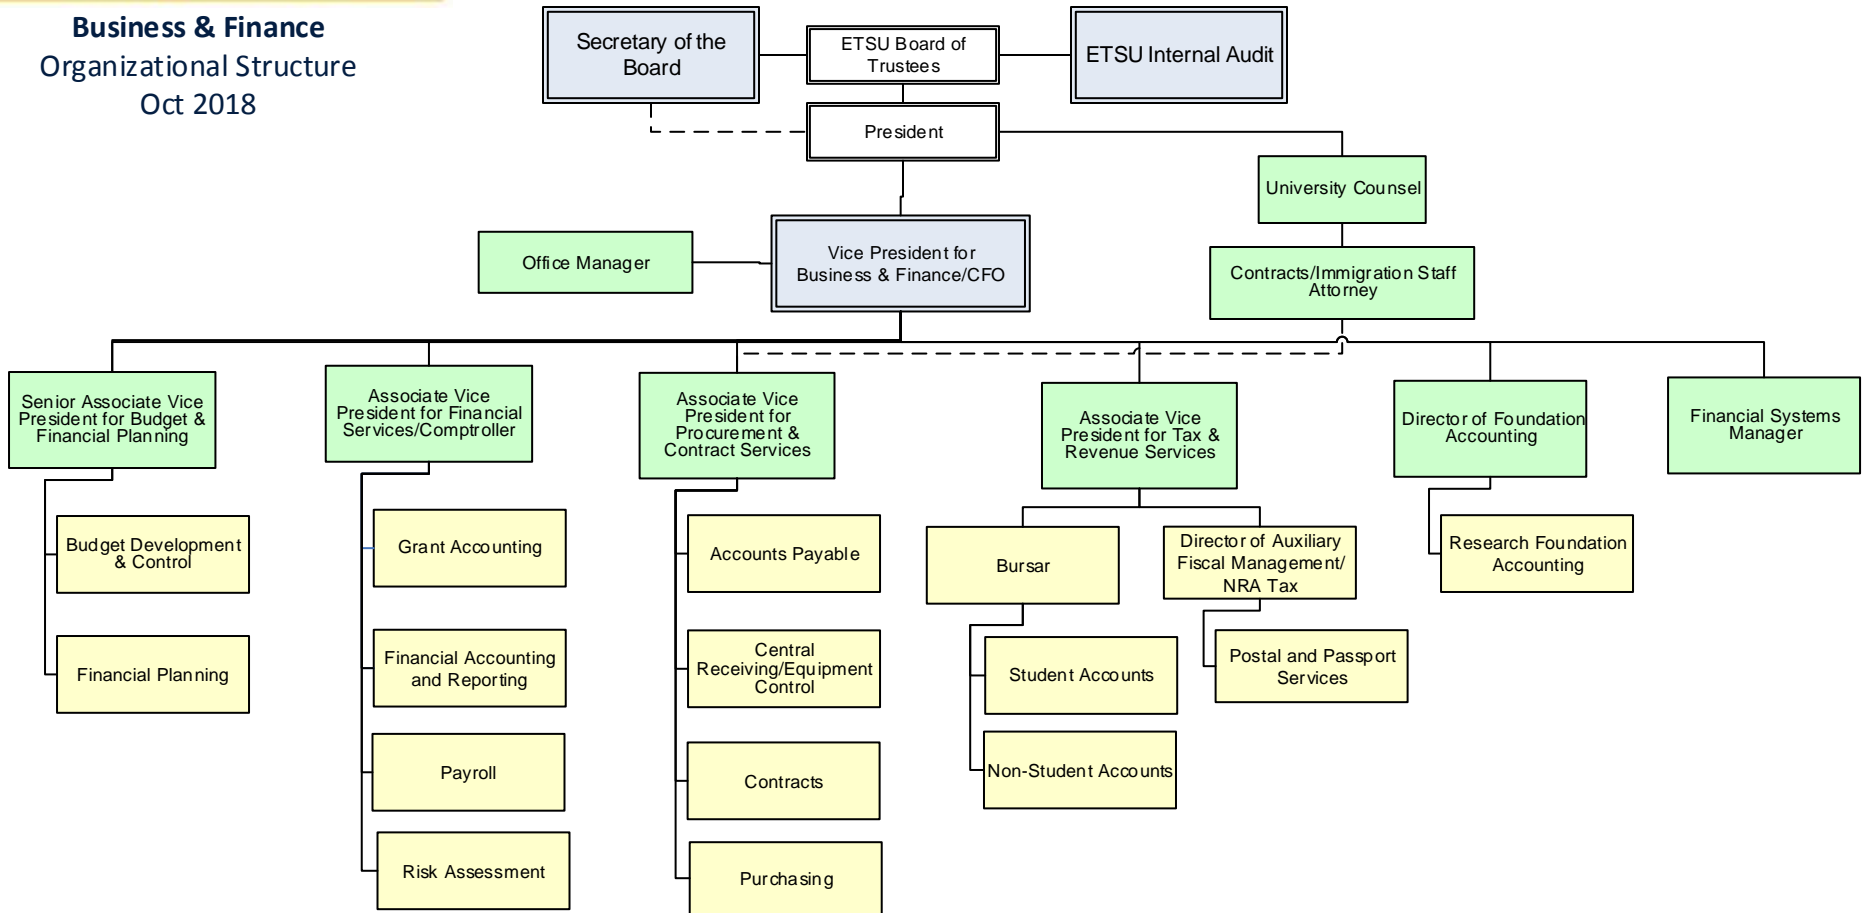 Business & Finance
Organizational Structure
Oct 2018
Secretary of the
Board
ETSU Board of
Trustees
ETSU Internal Audit
President
University Counsel
Office Manager
Vice President for
Business & Finance/CFO
Contracts/Immigration Staff
Attorney
Senior Associate Vice
President for Budget &
Financial Planning
Associate Vice
President for Financial
Services/Comptroller
Associate Vice
President for
Procurement &
Contract Services
Associate Vice
President for Tax &
Revenue Services
Director of Foundation
Accounting
Financial Systems
Manager
Budget Development
& Control
Financial Planning
Grant Accounting
Financial Accounting
and Reporting
Payroll
Risk Assessment
Accounts Payable
Central
Receiving/Equipment
Control
Contracts
Purchasing
Bursar
Student Accounts
Non-Student Accounts
Director of Auxiliary
Fiscal Management/
NRA Tax
Postal and Passport
Services
Research Foundation
Accounting